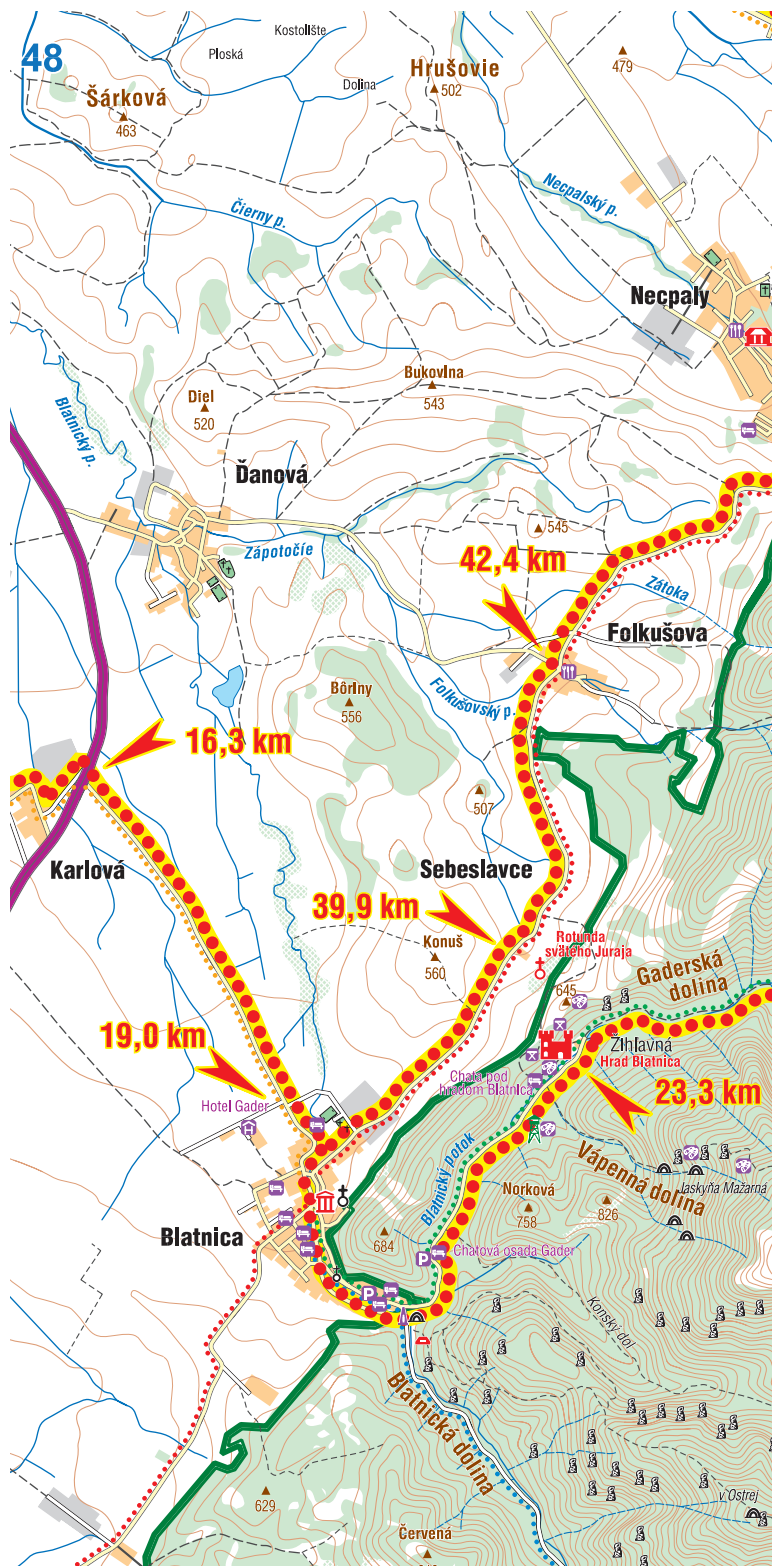 48
Kostolište
Ploská
Hrušovie
502
479
Dolina
Šárková
463
Necpalský p.
Čierny p.
Necpaly
Bukovina
543
Diel
520
Blatnický p.
Ďanová
545
Zápotočie
42,4 km
Zátoka
Folkušova
Bôriny
556
Folkušovský p.
16,3 km
507
Karlová
Sebeslavce
39,9 km
Konuš
560
Rotunda
svätého Juraja
Gaderská
dolina
645
19,0 km
Žihlavná
Hrad Blatnica
Chata pod
hradom Blatnica
23,3 km
Hotel Gader
Vápenná dolina
Jaskyňa Mažarná
Blatnický potok
Norková
758
826
Blatnica
684
P
Chatová osada Gader
P
Konský dol
Blatnická dolina
629
v Ostrej
Červená